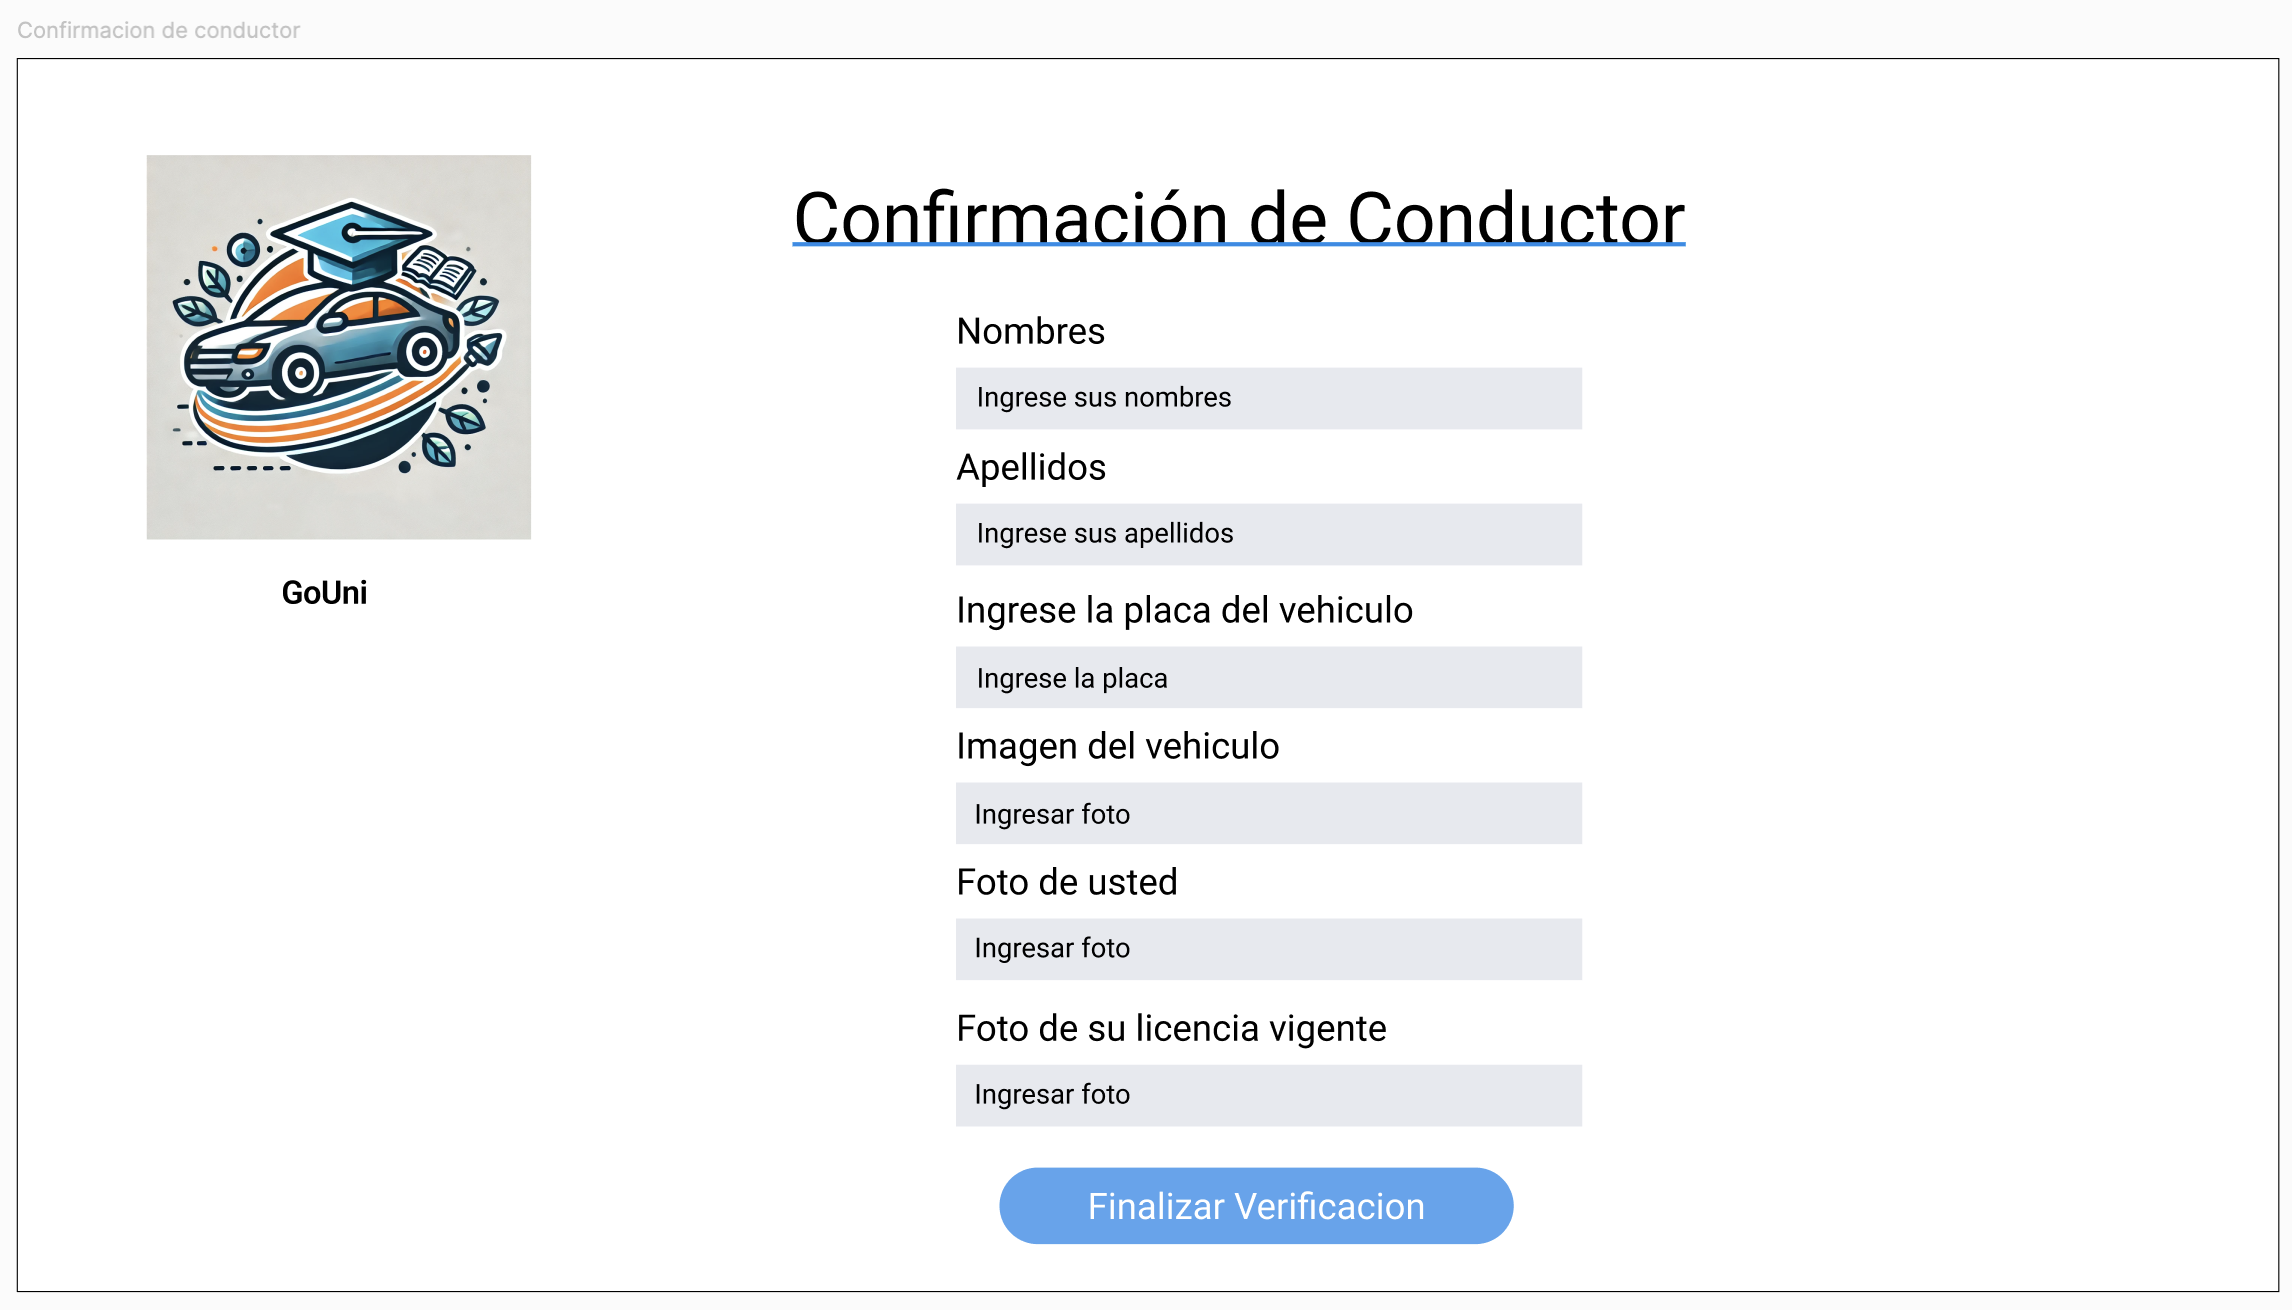 Confirmacion de conductor
Confirmación de Conductor
GoUni
Nombres
Ingrese sus nombres
Apellidos
Ingrese sus apellidos
Ingrese la placa del vehiculo
Ingrese la placa
Imagen del vehiculo
Ingresar foto
Foto de usted
Ingresar foto
Foto de su licencia vigente
Ingresar foto
Finalizar Verificacion